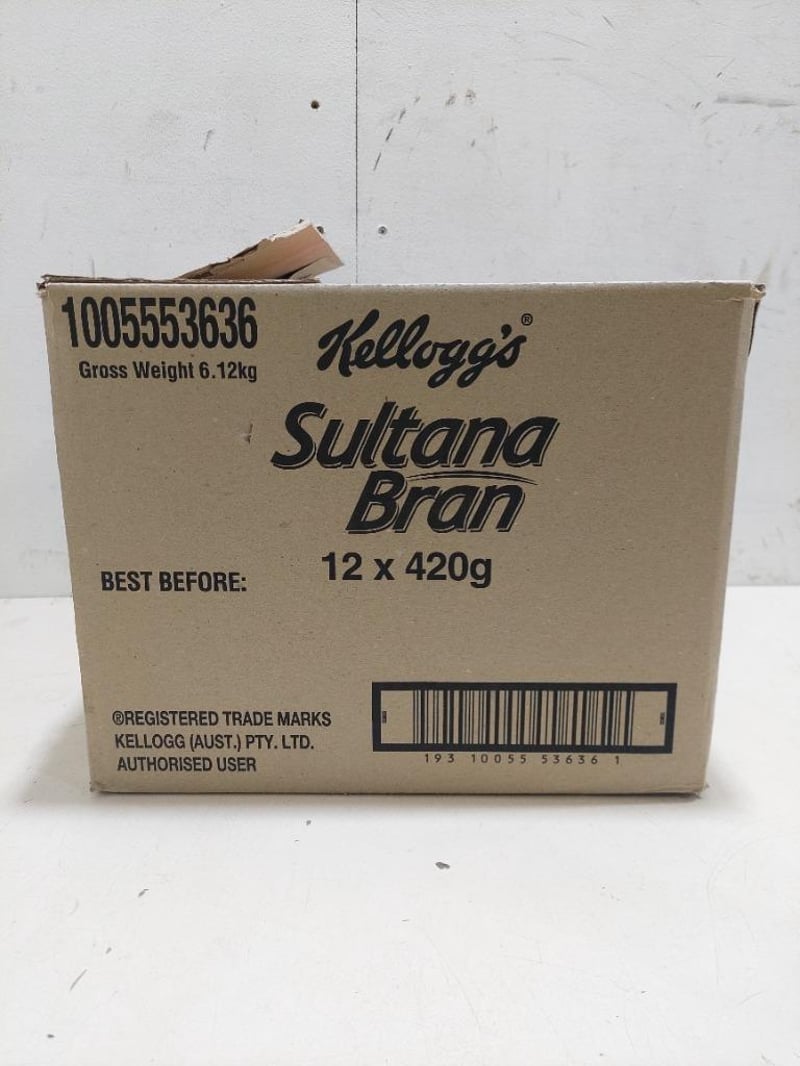 1005553636
Gross Weight 6.12kg
Kellogg's®
Sultana
Bran
12 x 420g
BEST BEFORE:
®REGISTERED TRADE MARKS
KELLOGG (AUST.) PTY. LTD.
AUTHORISED USER
193 10055 53636 1